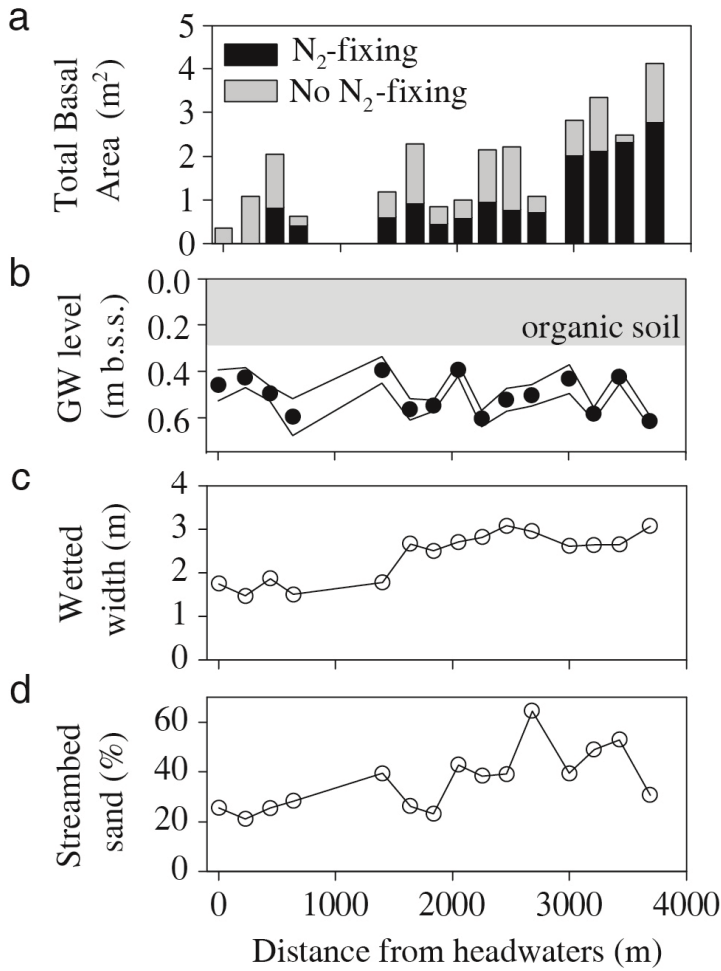 a
5
4
3
2
1
0
Total Basal
Area (m²)
N₂-fixing
No N₂-fixing
b
0.0
0.2
0.4
0.6
GW level
(m b.s.s.)
organic soil
c
4
3
2
1
0
Wetted
width (m)
d
60
40
20
0
Streambed
sand (%)
0 1000 2000 3000 4000
Distance from headwaters (m)